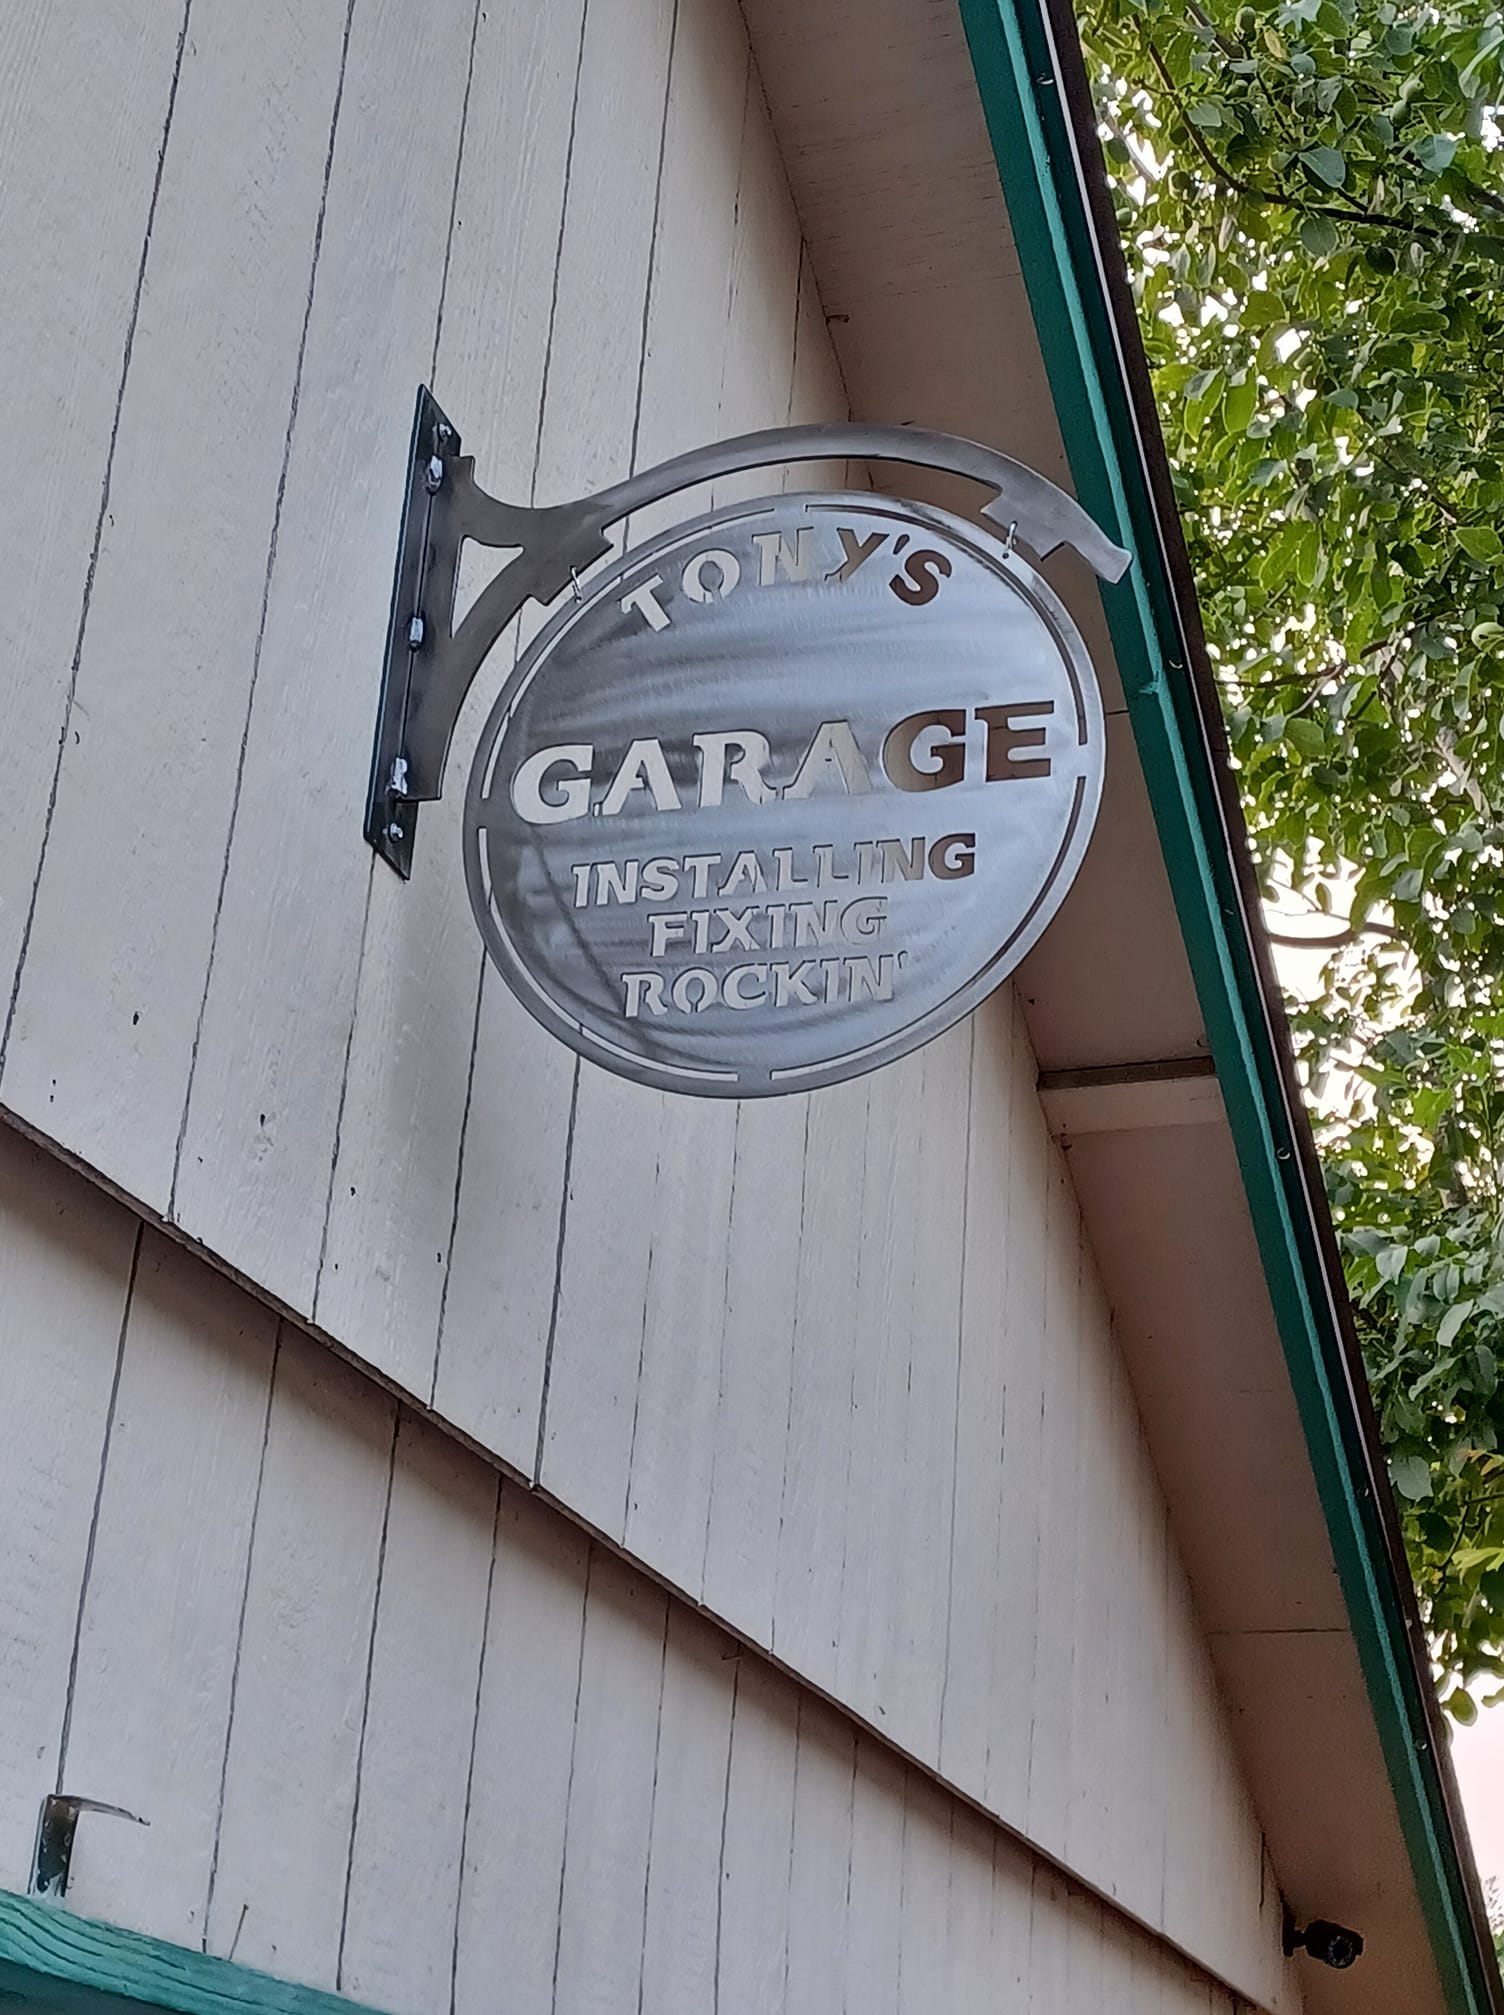 TONY'S
GARAGE
INSTALLING
FIXING
ROCKIN'